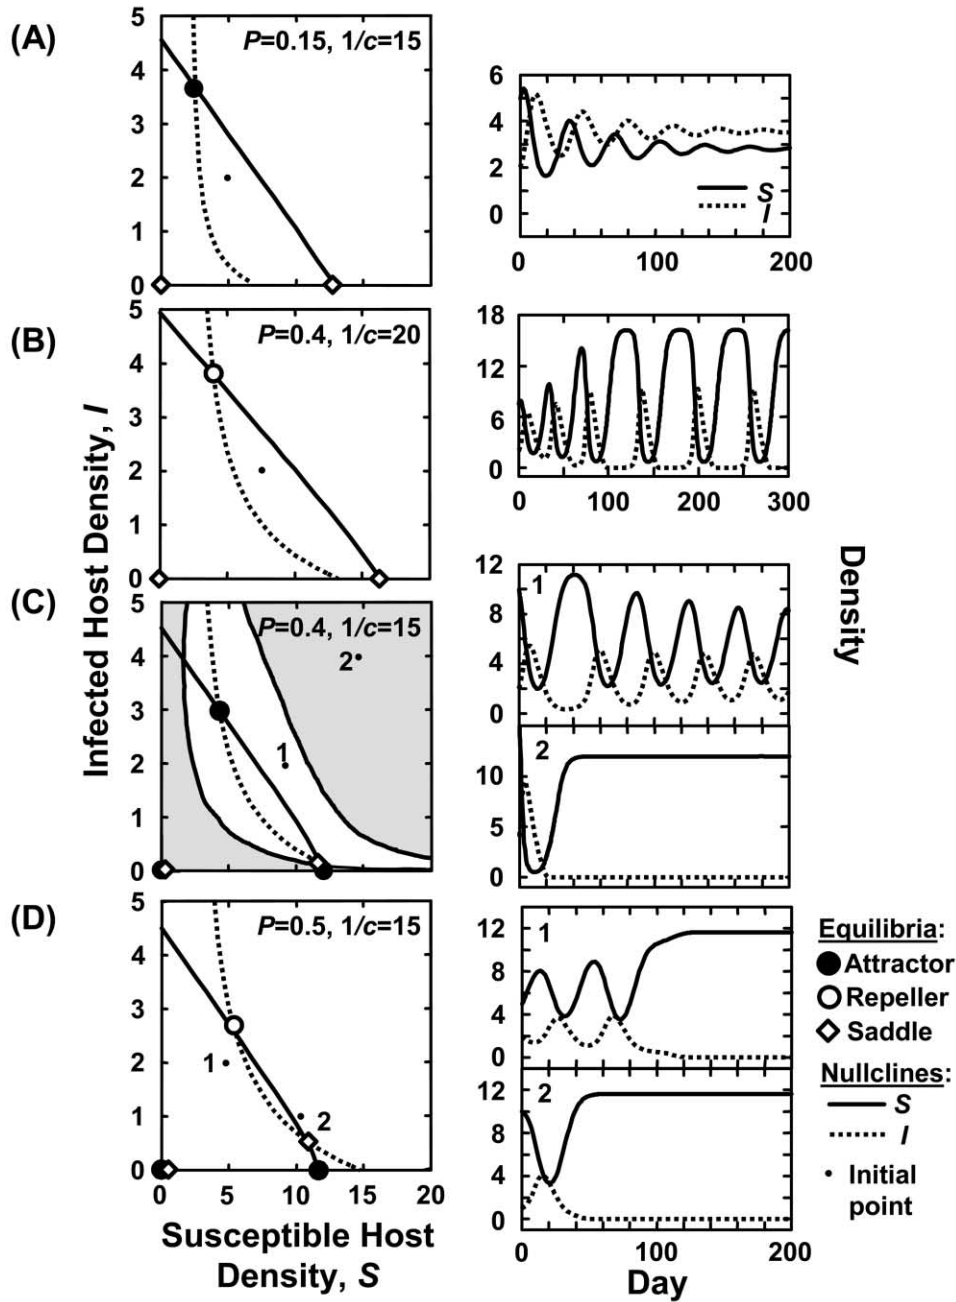 (A)
P=0.15, 1/c=15
5
4
3
2
1
0
6
4
2
0
S
I
0
100
200
(B)
P=0.4, 1/c=20
5
4
3
2
1
0
18
12
6
0
0
100
200
300
(C)
P=0.4, 1/c=15
5
4
3
2
1
0
2
1
12
8
4
0
1
10
5
0
2
(D)
P=0.5, 1/c=15
5
4
3
2
1
0
1
2
0
5
10
15
20
12
8
4
0
1
12
8
4
0
2
0
100
200
Infected Host Density, I
Susceptible Host
Density, S
Density
Day
Equilibria:
Attractor
Repeller
Saddle
Nullclines:
S
I
Initial
point